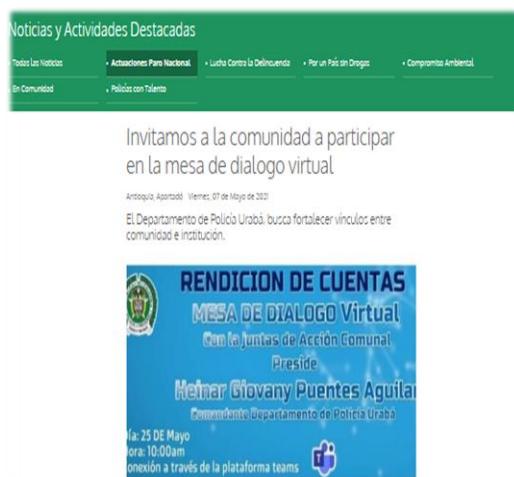 Noticias y Actividades Destacadas
Todas las Noticias
Actuaciones Paro Nacional
Lucha Contra la Delincuencia
Por un País sin Drogas
Compromiso Ambiental
En Comunidad
Policías con Talento
Invitamos a la comunidad a participar
en la mesa de dialogo virtual
Antioquia, Apartadó Viernes, 07 de Mayo de 2021
El Departamento de Policía Urabá, busca fortalecer vínculos entre
comunidad e institución.
RENDICION DE CUENTAS
MESA DE DIALOGO Virtual
Con la Juntas de Acción Comunal
Preside
Heinar Giovany Puentes Aguilar
Comandante Departamento de Policía Uraba
Día: 25 DE Mayo
Hora: 10:00am
onexión a través de la plataforma teams